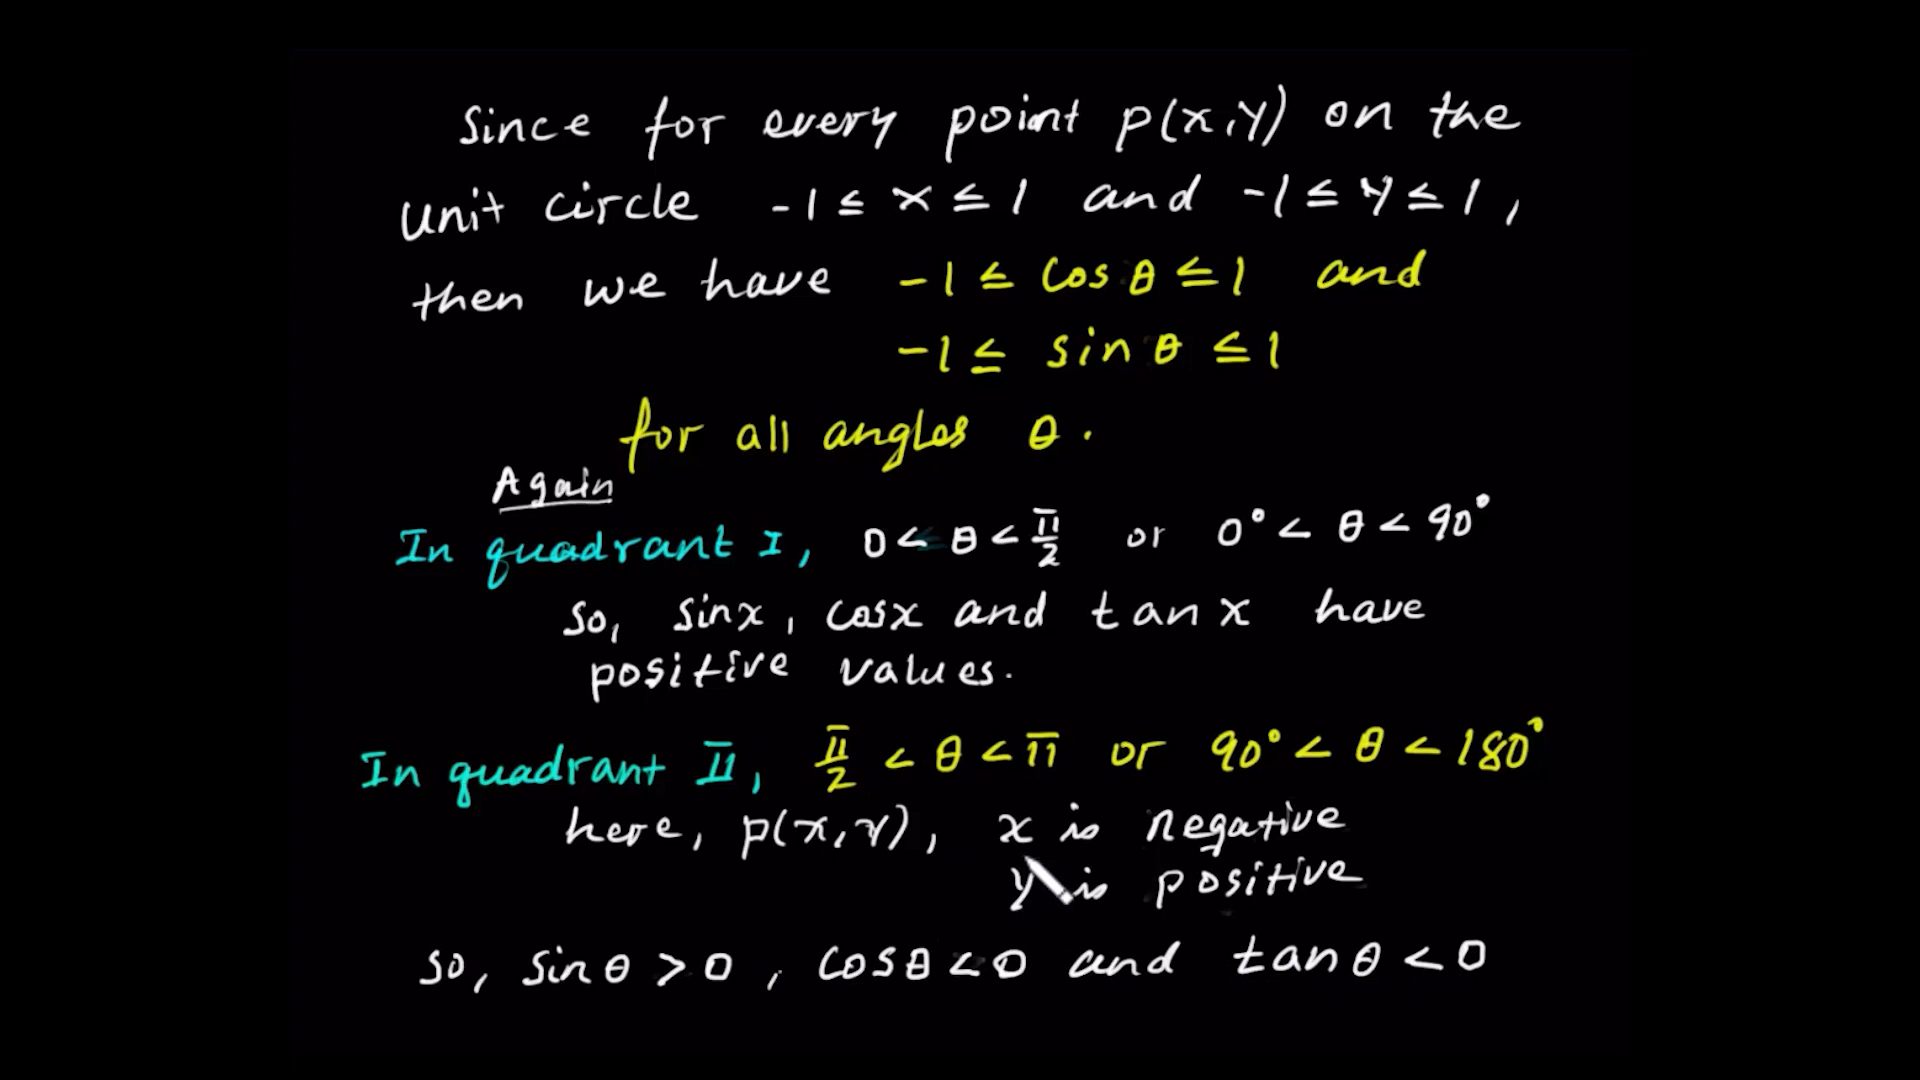 Since for every point P(x,y) on the
unit circle -1 ≤ x ≤ 1 and -1 ≤ y ≤ 1,
then we have -1 ≤ cos θ ≤ 1 and
-1 ≤ sin θ ≤ 1
for all angles θ.
Again
In quadrant I, 0 < θ < π/2 or 0° < θ < 90°
so, sinx, cosx and tan x have
positive values.
In quadrant II, π/2 < θ < π or 90° < θ < 180°
here, p(x,y), x is negative
y is positive
so, sin θ > 0, cos θ < 0 and tan θ < 0